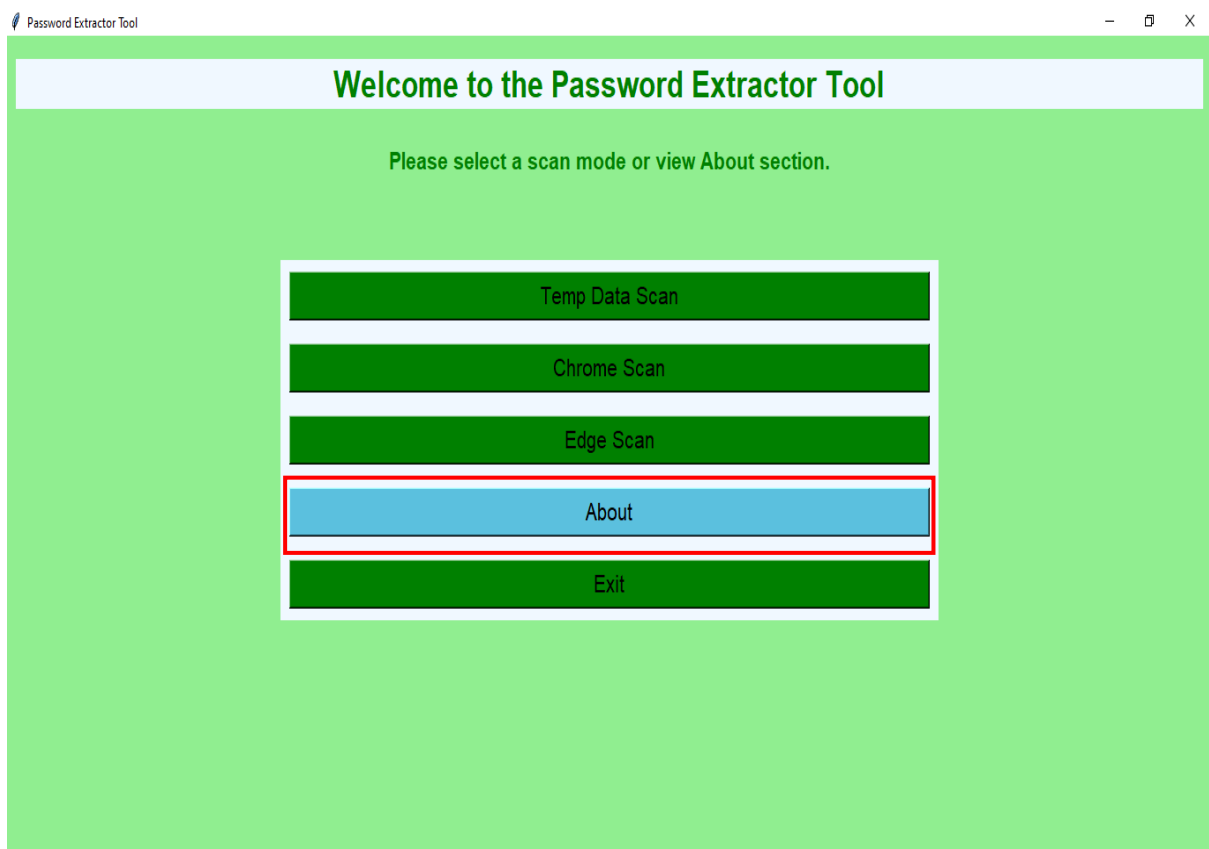 Password Extractor Tool
Welcome to the Password Extractor Tool
Please select a scan mode or view About section.
Temp Data Scan
Chrome Scan
Edge Scan
About
Exit